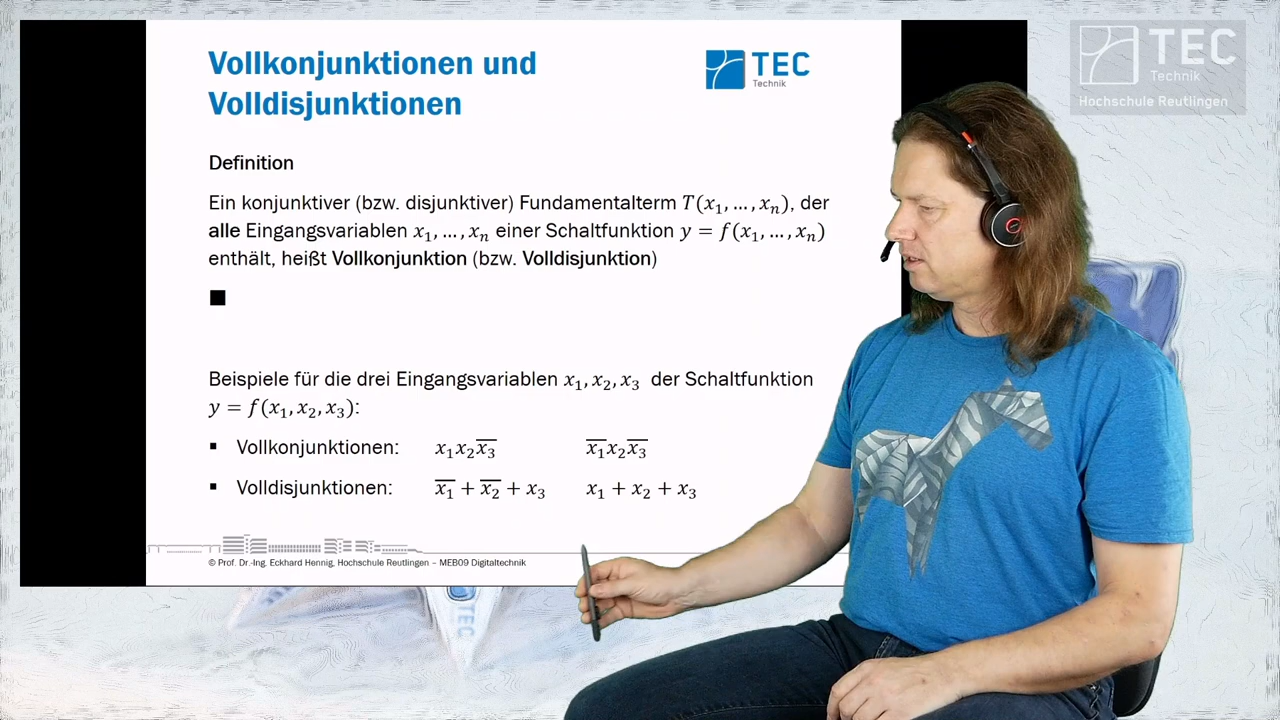 Vollkonjunktionen und
Volldisjunktionen
TEC
Technik
TEC
Technik
Hochschule Reutlingen
Definition
Ein konjunktiver (bzw. disjunktiver) Fundamentalterm T(x₁, … , xₙ), der
alle Eingangsvariablen x₁, … , xₙ einer Schaltfunktion y = f(x₁, … , xₙ)
enthält, heißt Vollkonjunktion (bzw. Volldisjunktion)
■
Beispiele für die drei Eingangsvariablen x₁, x₂, x₃ der Schaltfunktion
y = f(x₁, x₂, x₃):
▪ Vollkonjunktionen: x₁x₂x̅₃ x̅₁x₂x̅₃
▪ Volldisjunktionen: x̅₁ + x̅₂ + x₃ x₁ + x₂ + x₃
© Prof. Dr.-Ing. Eckhard Hennig, Hochschule Reutlingen – MEB09 Digitaltechnik
TEC